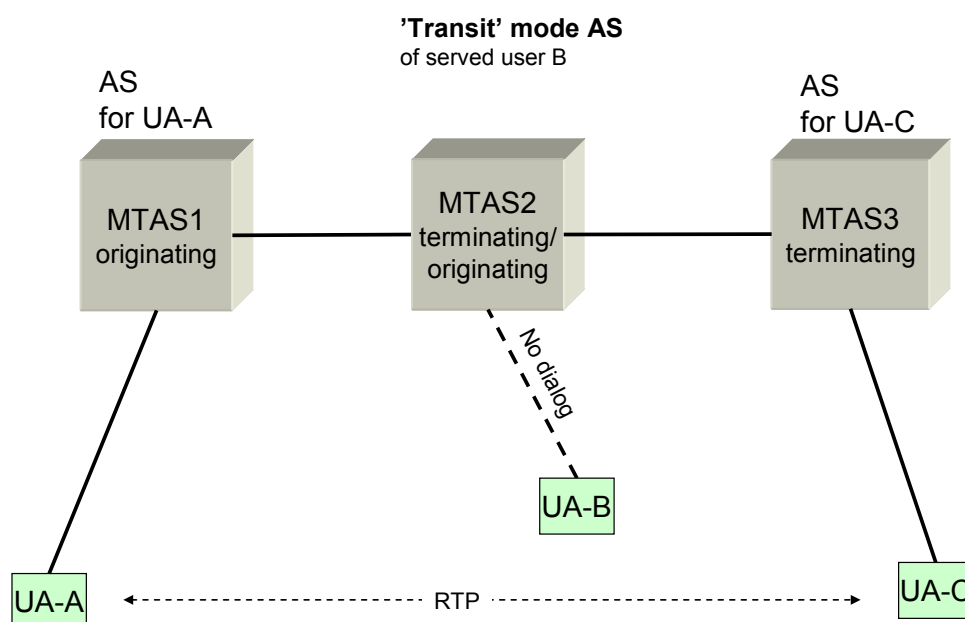 ’Transit’ mode AS
of served user B
AS
for UA-A
AS
for UA-C
MTAS1
originating
MTAS2
terminating/
originating
MTAS3
terminating
No dialog
UA-B
UA-A
RTP
UA-C